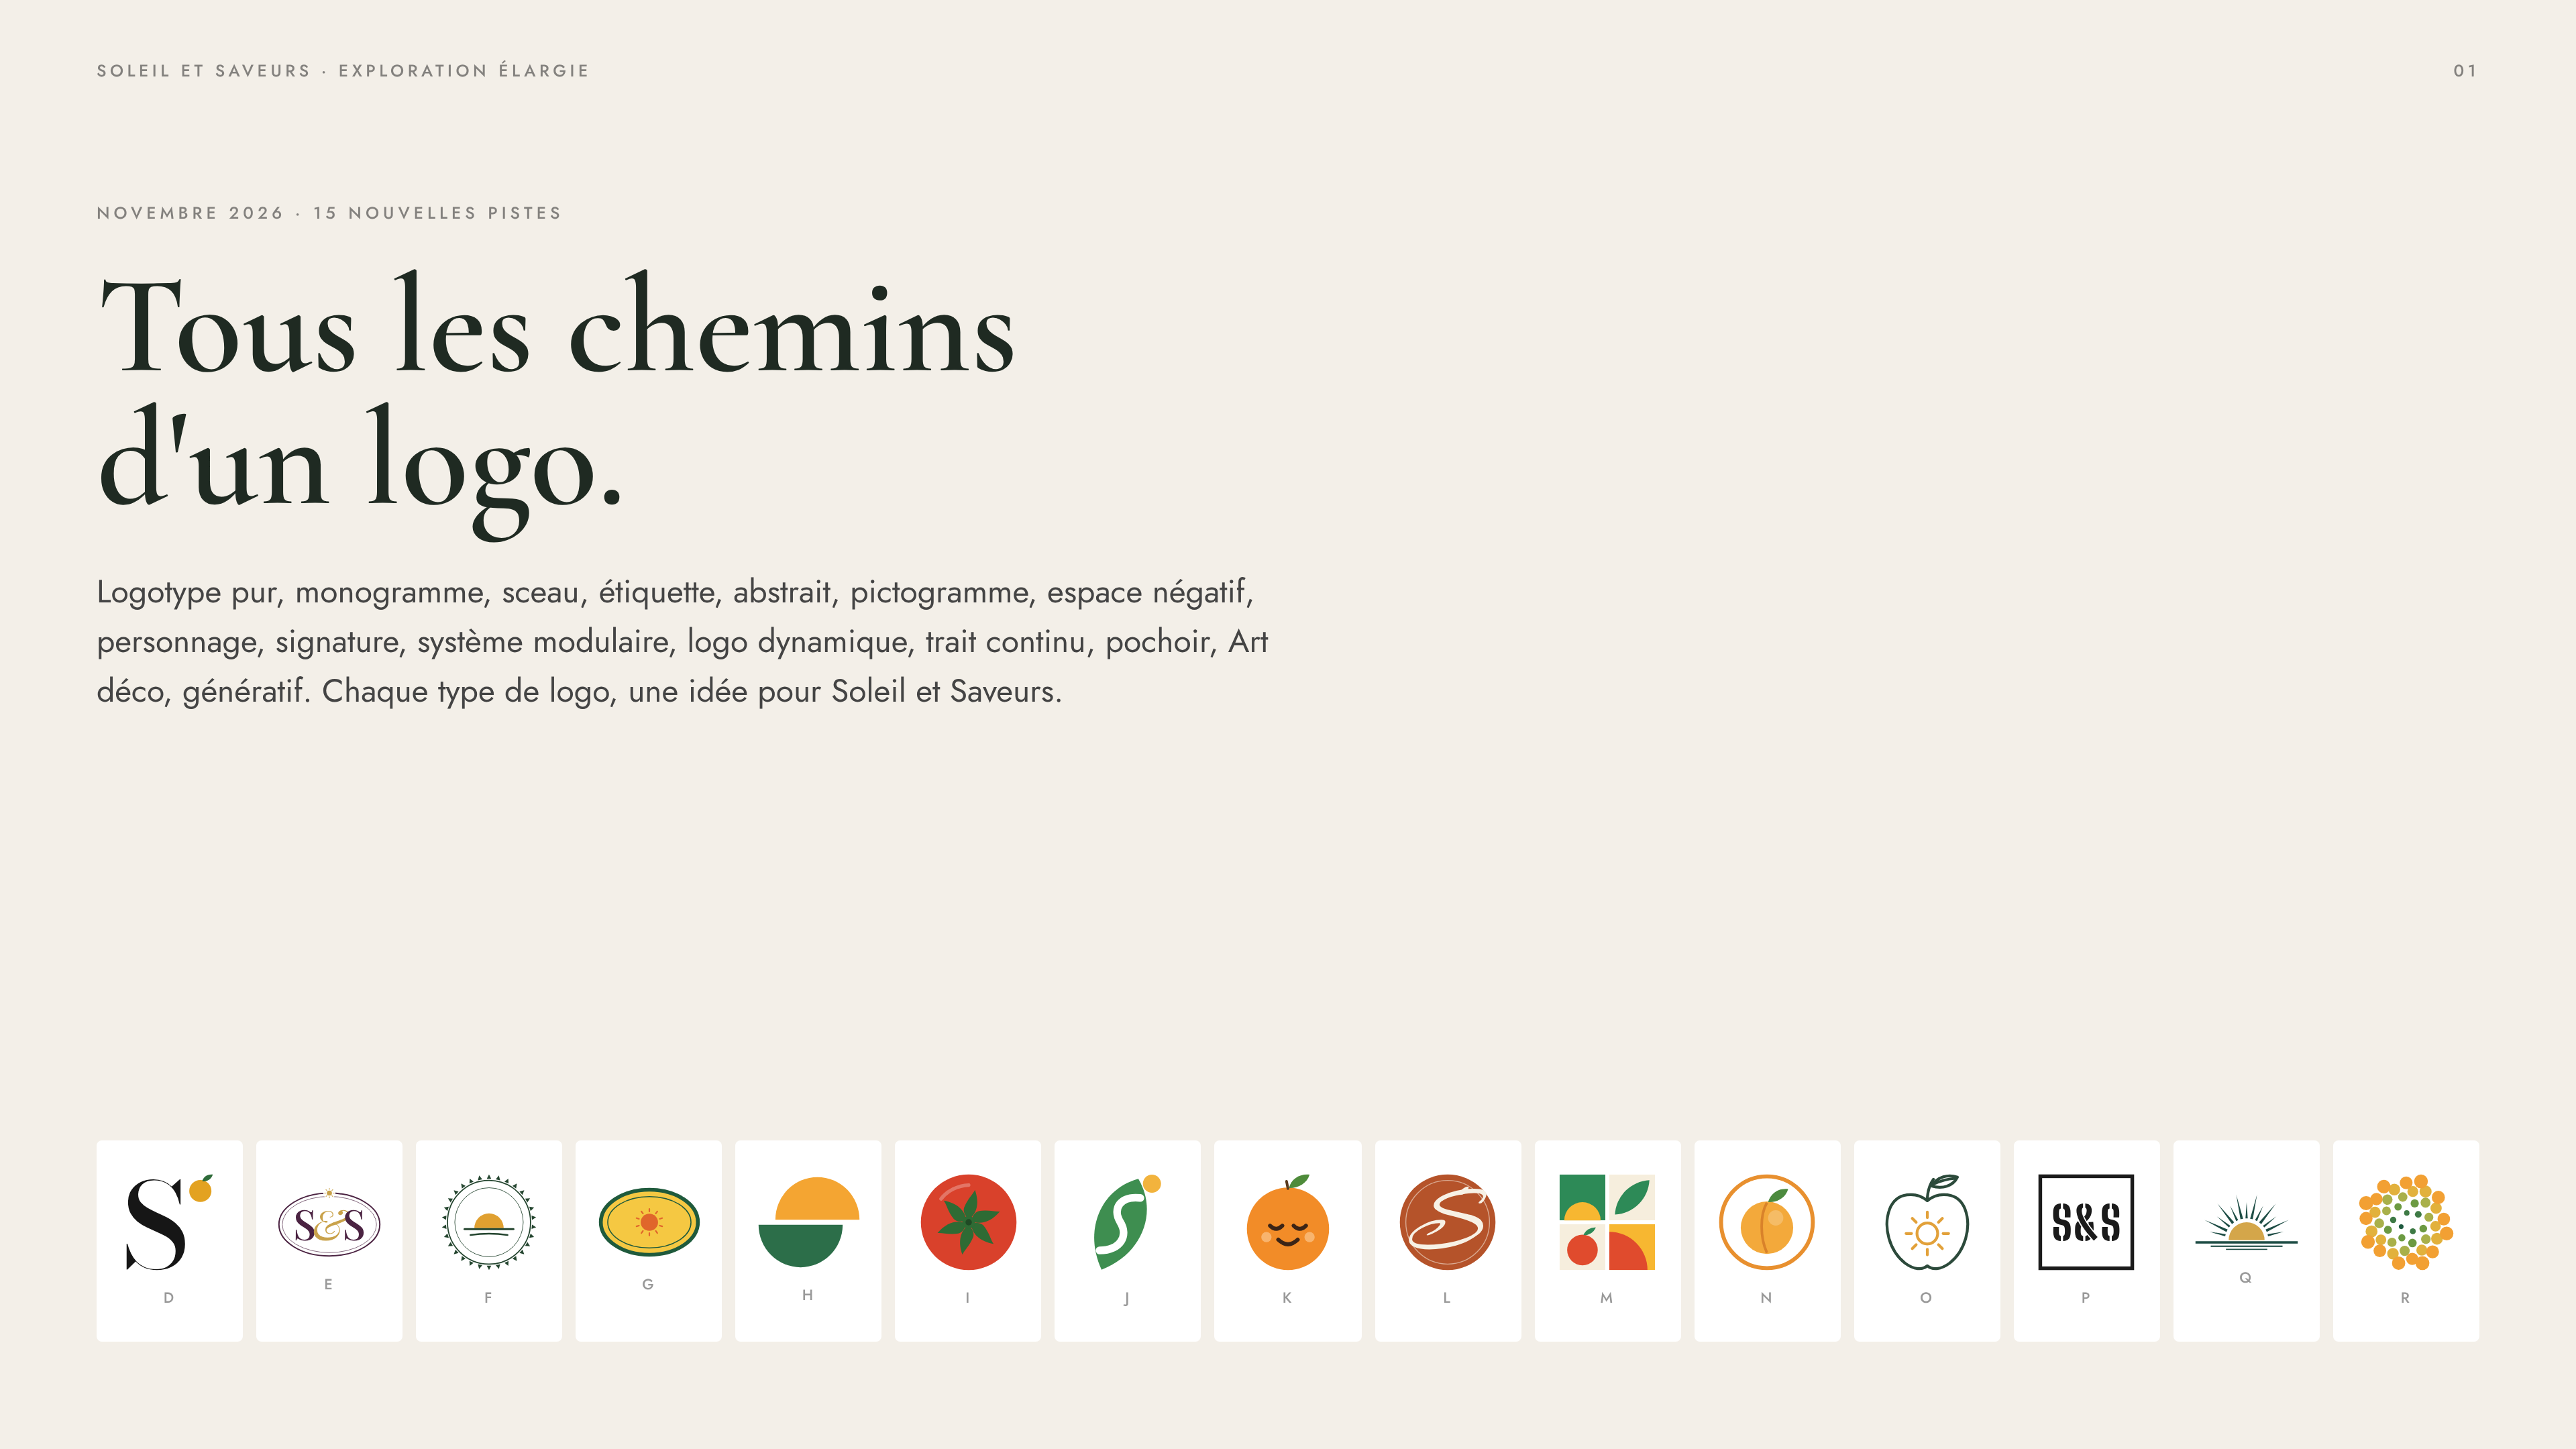 SOLEIL ET SAVEURS · EXPLORATION ÉLARGIE
01
NOVEMBRE 2026 · 15 NOUVELLES PISTES
Tous les chemins
d'un logo.
Logotype pur, monogramme, sceau, étiquette, abstrait, pictogramme, espace négatif,
personnage, signature, système modulaire, logo dynamique, trait continu, pochoir, Art
déco, génératif. Chaque type de logo, une idée pour Soleil et Saveurs.
S
S&S
S
S
S&S
D
E
F
G
H
I
J
K
L
M
N
O
P
Q
R